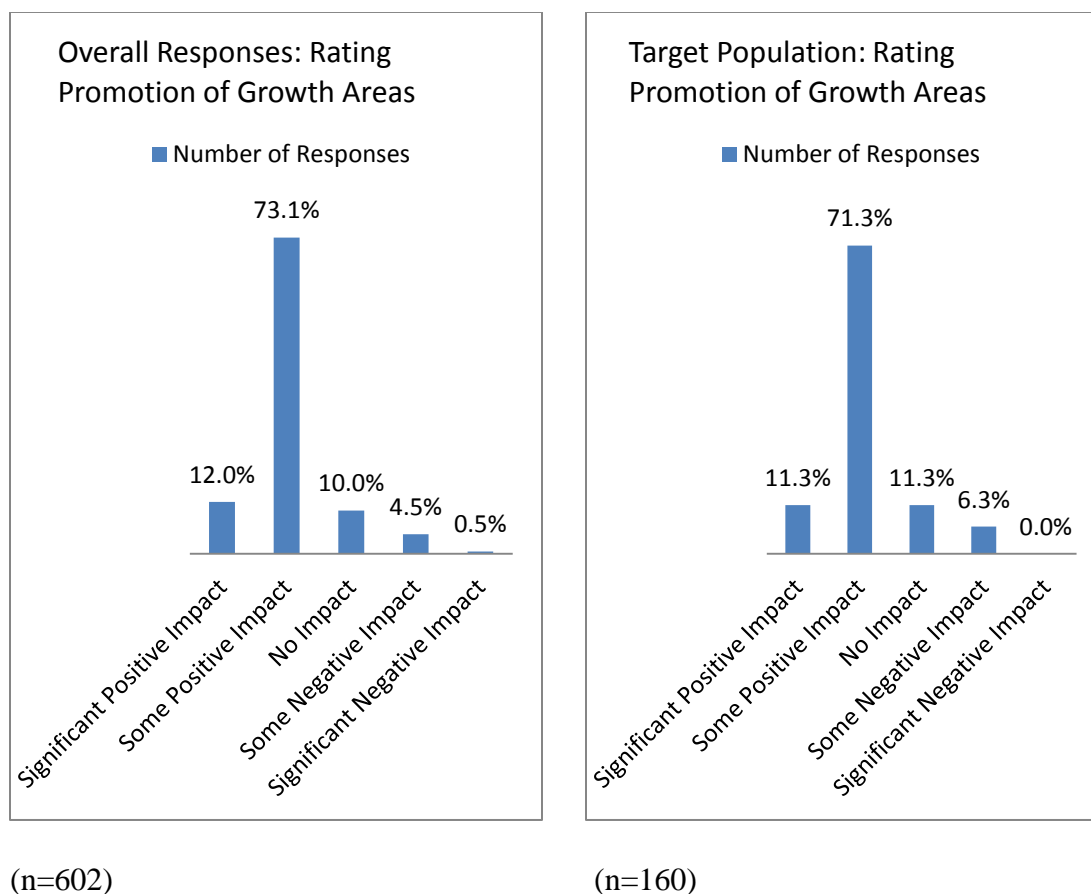 Overall Responses: Rating
Promotion of Growth Areas
Number of Responses
73.1%
12.0%
10.0%
4.5%
0.5%
Significant Positive Impact
Some Positive Impact
No Impact
Some Negative Impact
Significant Negative Impact
(n=602)
Target Population: Rating
Promotion of Growth Areas
Number of Responses
71.3%
11.3%
11.3%
6.3%
0.0%
Significant Positive Impact
Some Positive Impact
No Impact
Some Negative Impact
Significant Negative Impact
(n=160)